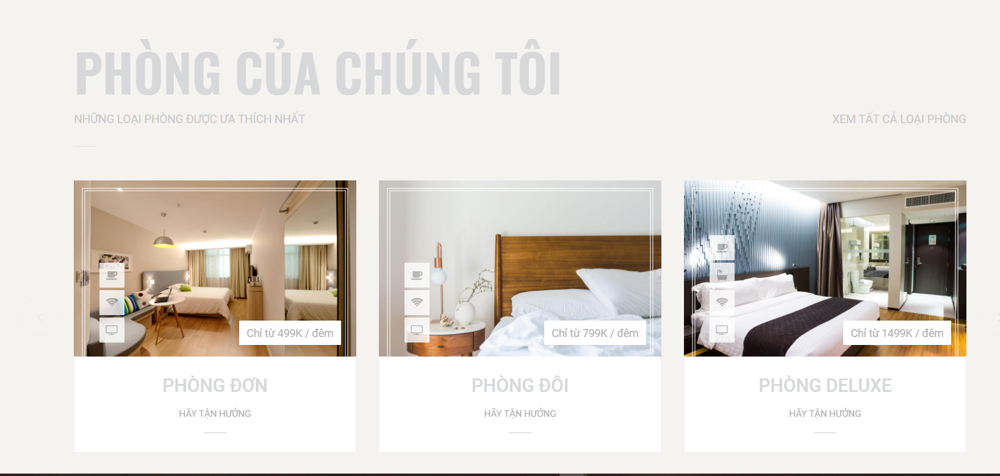 PHÒNG CỦA CHÚNG TÔI
NHỮNG LOẠI PHÒNG ĐƯỢC ƯA THÍCH NHẤT
XEM TẤT CẢ LOẠI PHÒNG
Chỉ từ 499K / đêm
Chỉ từ 799K / đêm
Chỉ từ 1499K / đêm
PHÒNG ĐƠN
PHÒNG ĐÔI
PHÒNG DELUXE
HÃY TẬN HƯỞNG
HÃY TẬN HƯỞNG
HÃY TẬN HƯỞNG